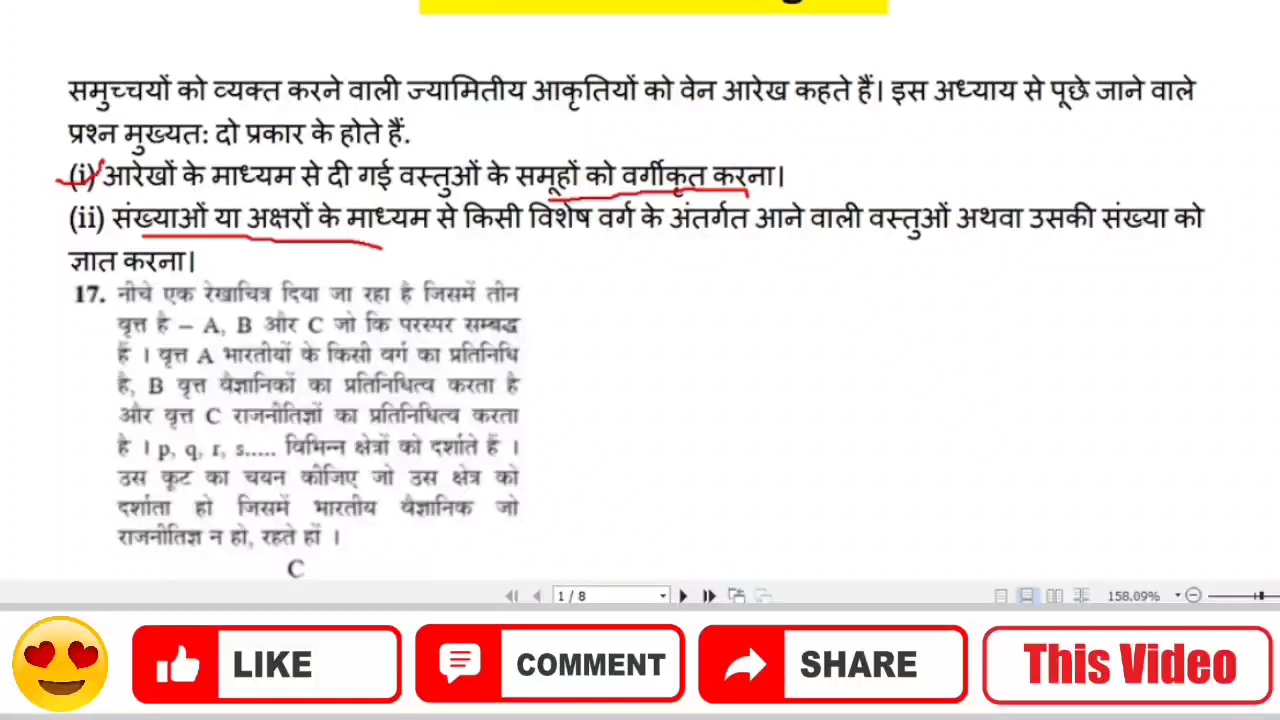 समुच्चयों को व्यक्त करने वाली ज्यामितीय आकृतियों को वेन आरेख कहते हैं। इस अध्याय से पूछे जाने वाले
प्रश्न मुख्यत: दो प्रकार के होते हैं.
(i) आरेखों के माध्यम से दी गई वस्तुओं के समूहों को वर्गीकृत करना।
(ii) संख्याओं या अक्षरों के माध्यम से किसी विशेष वर्ग के अंतर्गत आने वाली वस्तुओं अथवा उसकी संख्या को
ज्ञात करना।
17. नीचे एक रेखाचित्र दिया जा रहा है जिसमें तीन
वृत्त है – A, B और C जो कि परस्पर सम्बद्ध
हैं । वृत्त A भारतीयों के किसी वर्ग का प्रतिनिधि
है, B वृत्त वैज्ञानिकों का प्रतिनिधित्व करता है
और वृत्त C राजनीतिज्ञों का प्रतिनिधित्व करता
है । p, q, r, s..... विभिन्न क्षेत्रों को दर्शाते हैं ।
उस कूट का चयन कीजिए जो उस क्षेत्र को
दर्शाता हो जिसमें भारतीय वैज्ञानिक जो
राजनीतिज्ञ न हो, रहते हों ।
C
1 / 8
158.09%
LIKE
COMMENT
SHARE
This Video